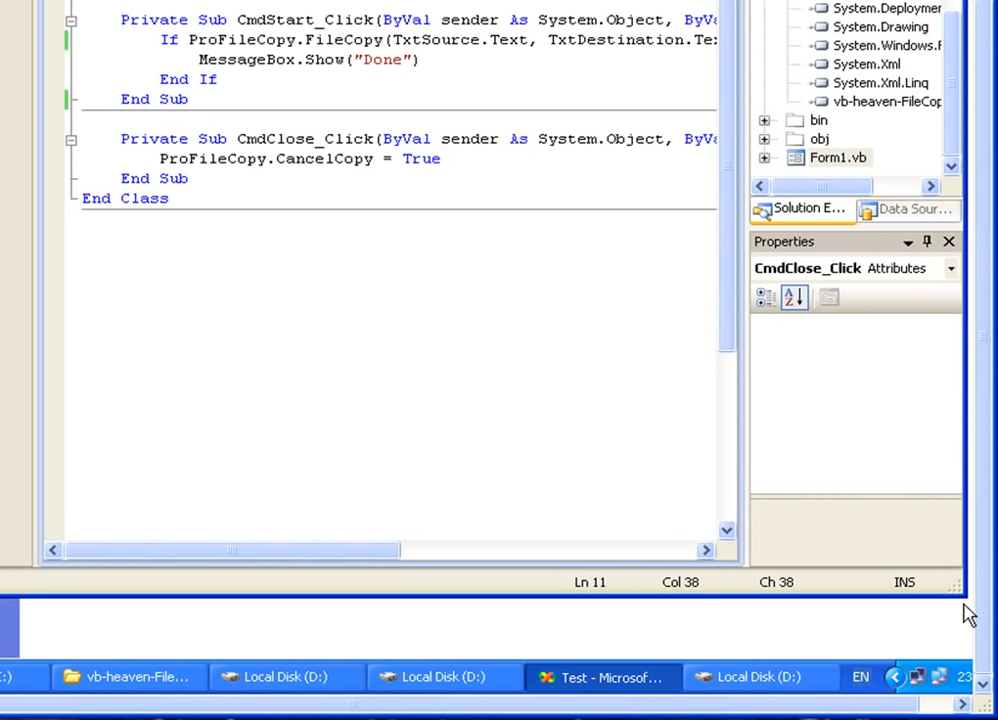 Private Sub CmdStart_Click(ByVal sender As System.Object, ByVa
If ProFileCopy.FileCopy(TxtSource.Text, TxtDestination.Te
MessageBox.Show("Done")
End If
End Sub
Private Sub CmdClose_Click(ByVal sender As System.Object, ByVa
ProFileCopy.CancelCopy = True
End Sub
End Class
System.Deploymer
System.Drawing
System.Windows.F
System.Xml
System.Xml.Linq
vb-heaven-FileCop
bin
obj
Form1.vb
Solution E... Data Sour...
Properties
CmdClose_Click Attributes
Ln 11 Col 38 Ch 38 INS
:) vb-heaven-File... Local Disk (D:) Local Disk (D:) Test - Microsof... Local Disk (D:) EN 23